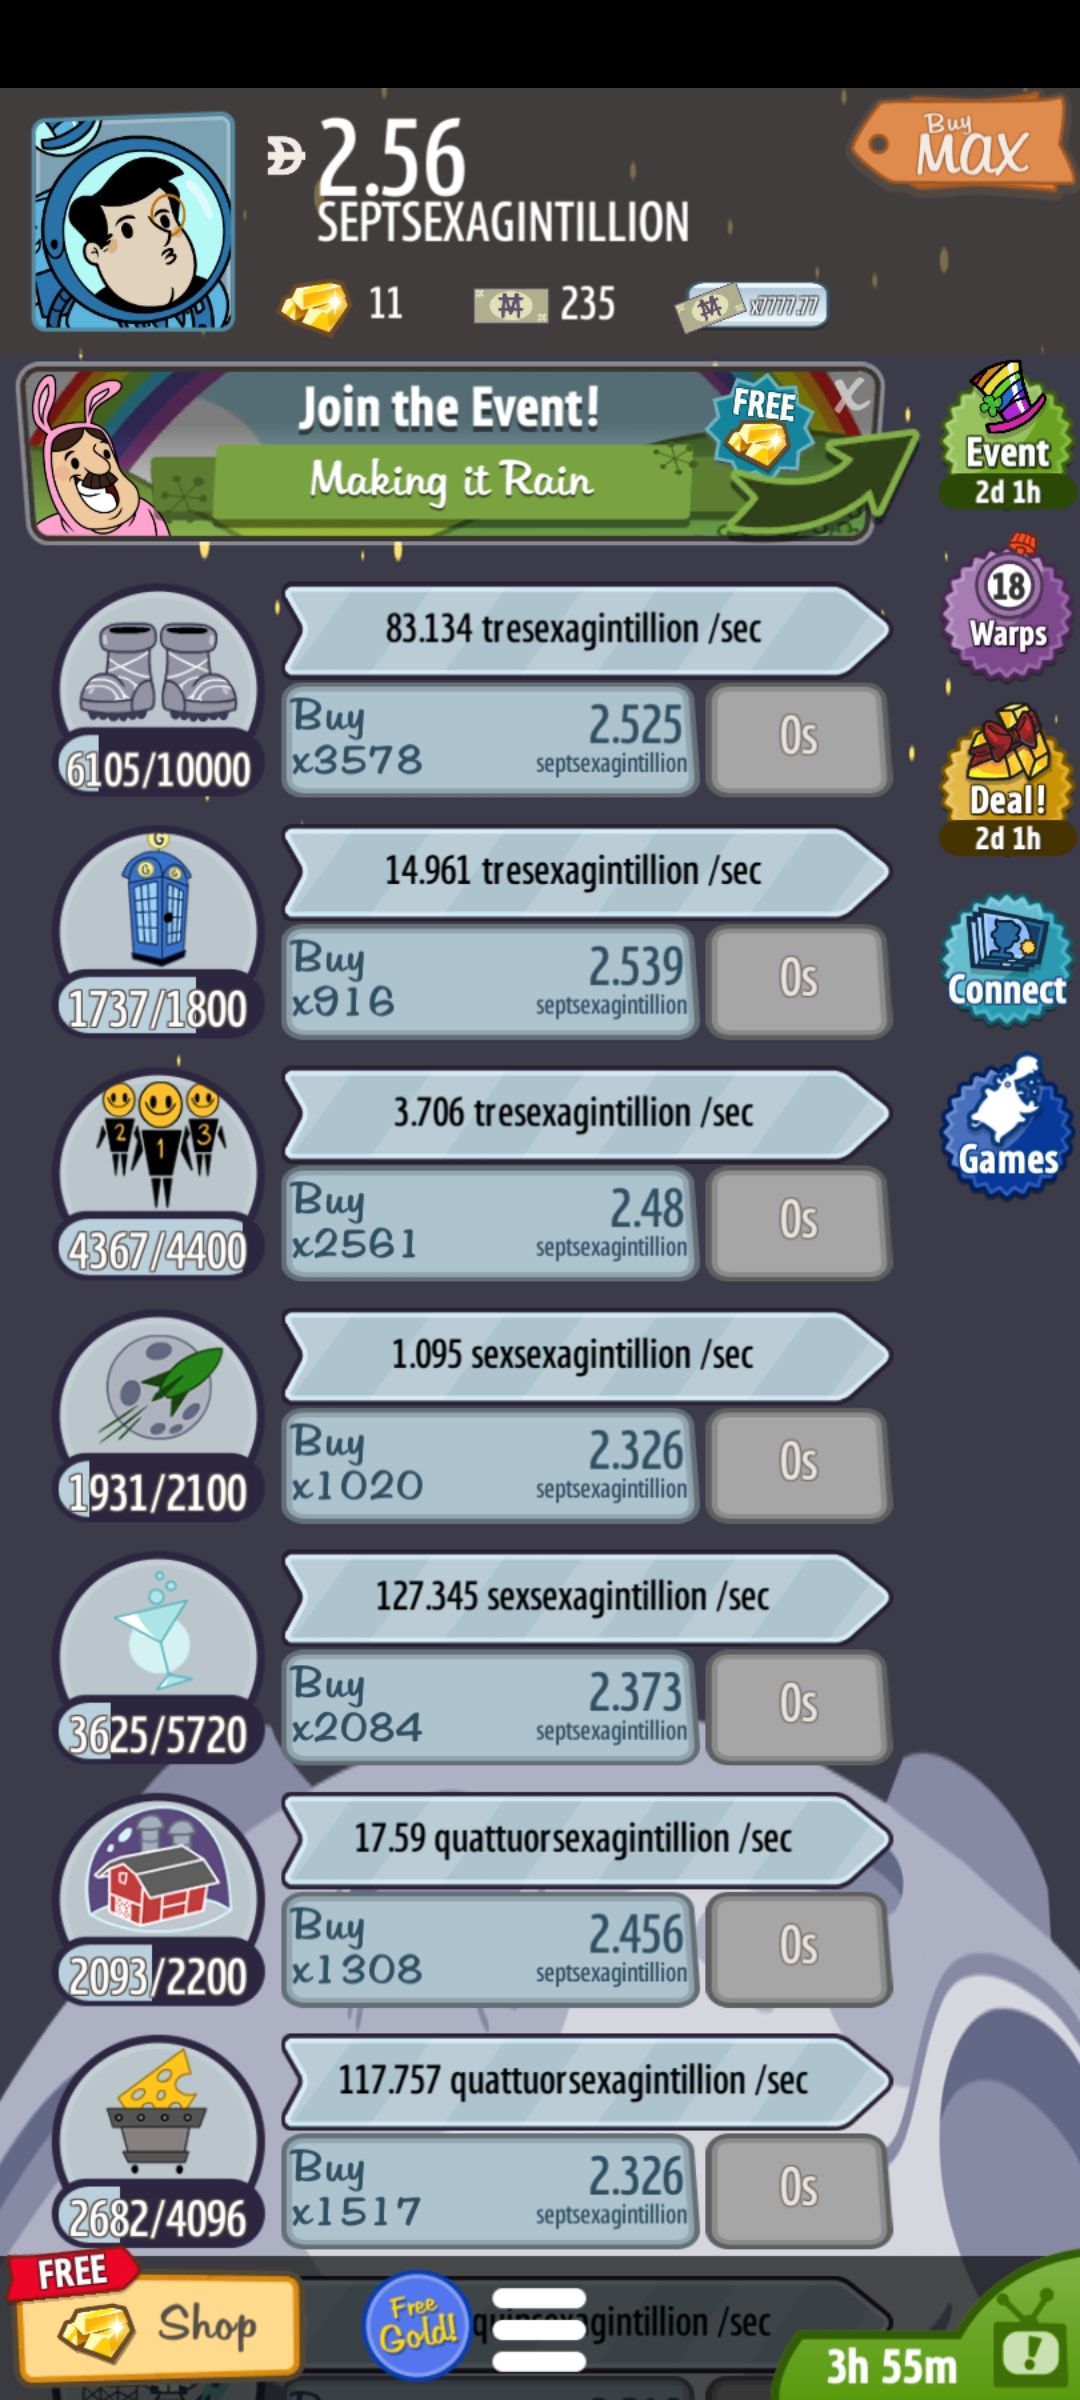 2.56
SEPTSEXAGINTILLION
Buy
MAX
11
235
x7777.77
Join the Event!
FREE
X
Making it Rain
Event
2d 1h
83.134 tresexagintillion /sec
Buy
x3578
2.525
septsexagintillion
0s
6105/10000
18
Warps
Deal!
2d 1h
14.961 tresexagintillion /sec
Buy
x916
2.539
septsexagintillion
0s
1737/1800
Connect
3.706 tresexagintillion /sec
Buy
x2561
2.48
septsexagintillion
0s
2
1
3
4367/4400
Games
1.095 sexsexagintillion /sec
Buy
x1020
2.326
septsexagintillion
0s
1931/2100
127.345 sexsexagintillion /sec
Buy
x2084
2.373
septsexagintillion
0s
3625/5720
17.59 quattuorsexagintillion /sec
Buy
x1308
2.456
septsexagintillion
0s
2093/2200
117.757 quattuorsexagintillion /sec
Buy
x1517
2.326
septsexagintillion
0s
2682/4096
FREE
Shop
Free
Gold!
/sec
3h 55m